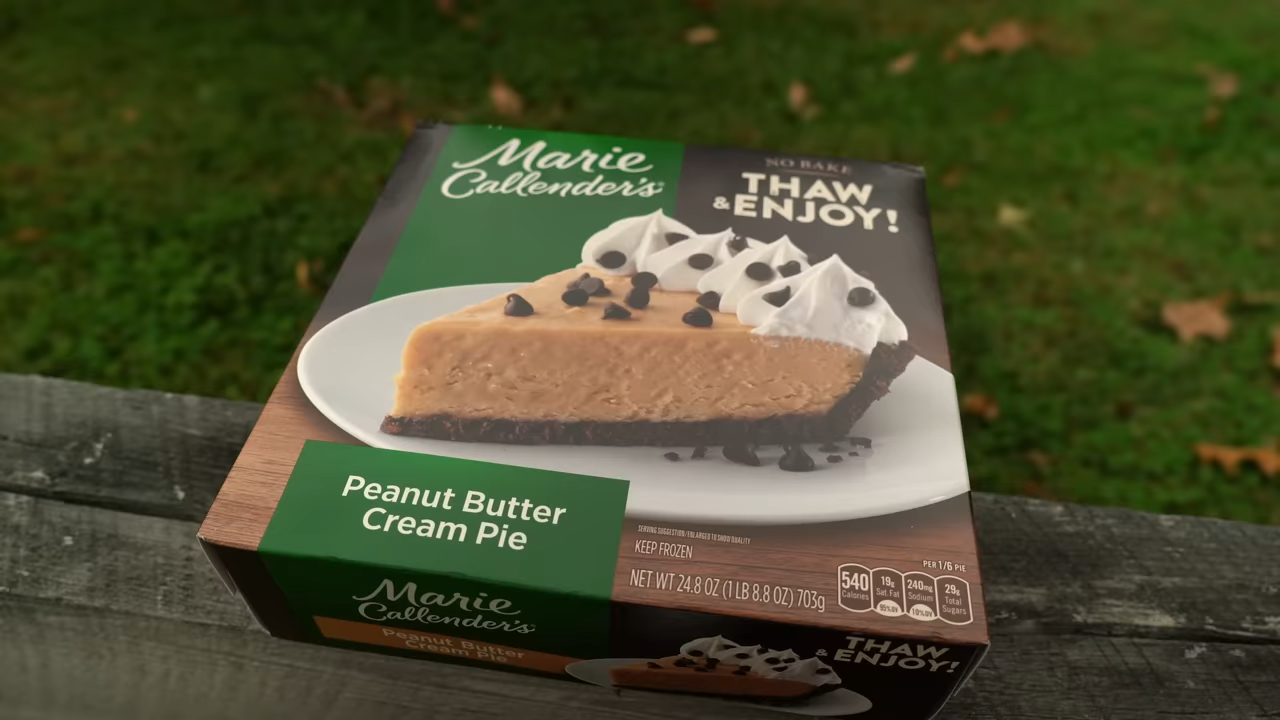 Marie
Callender's
NO BAKE
THAW
& ENJOY!
Peanut Butter
Cream Pie
SERVING SUGGESTION/ENLARGED TO SHOW QUALITY
KEEP FROZEN
NET WT 24.8 OZ (1 LB 8.8 OZ) 703g
PER 1/6 PIE
540 Calories
19g Sat. Fat 95% DV
240mg Sodium 10% DV
29g Total Sugars
Marie
Callender's
Peanut Butter
Cream Pie
THAW
& ENJOY!